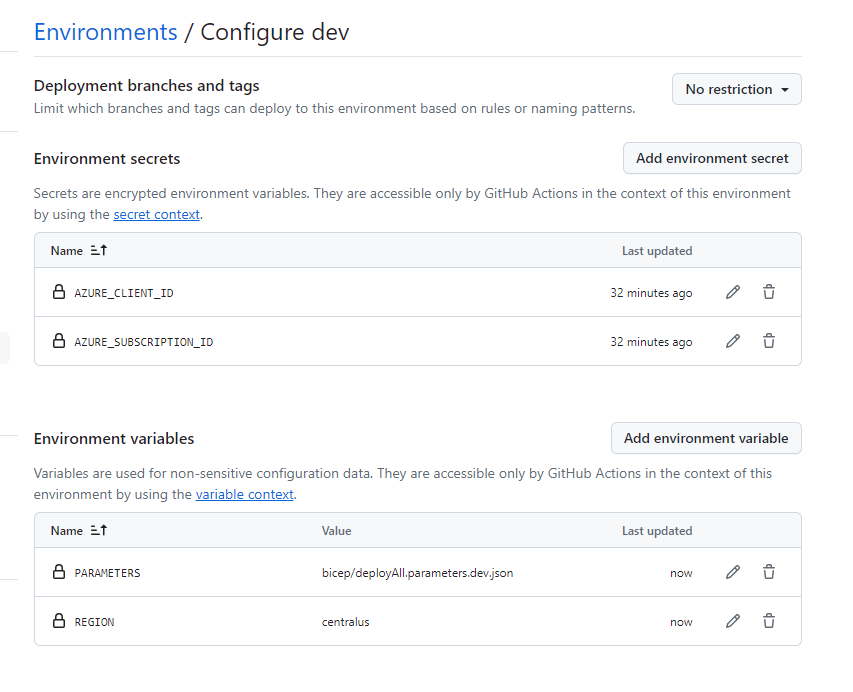 Environments / Configure dev
Deployment branches and tags
No restriction
Limit which branches and tags can deploy to this environment based on rules or naming patterns.
Environment secrets
Add environment secret
Secrets are encrypted environment variables. They are accessible only by GitHub Actions in the context of this environment
by using the secret context.
Name Last updated
AZURE_CLIENT_ID 32 minutes ago
AZURE_SUBSCRIPTION_ID 32 minutes ago
Environment variables
Add environment variable
Variables are used for non-sensitive configuration data. They are accessible only by GitHub Actions in the context of this
environment by using the variable context.
Name Value Last updated
PARAMETERS bicep/deployAll.parameters.dev.json now
REGION centralus now